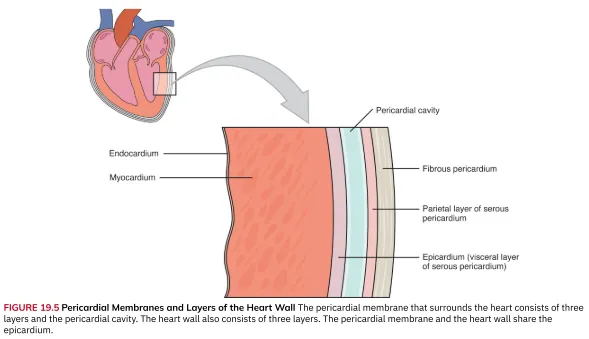 Pericardial cavity
Endocardium
Myocardium
Fibrous pericardium
Parietal layer of serous
pericardium
Epicardium (visceral layer
of serous pericardium)
FIGURE 19.5 Pericardial Membranes and Layers of the Heart Wall The pericardial membrane that surrounds the heart consists of three
layers and the pericardial cavity. The heart wall also consists of three layers. The pericardial membrane and the heart wall share the
epicardium.